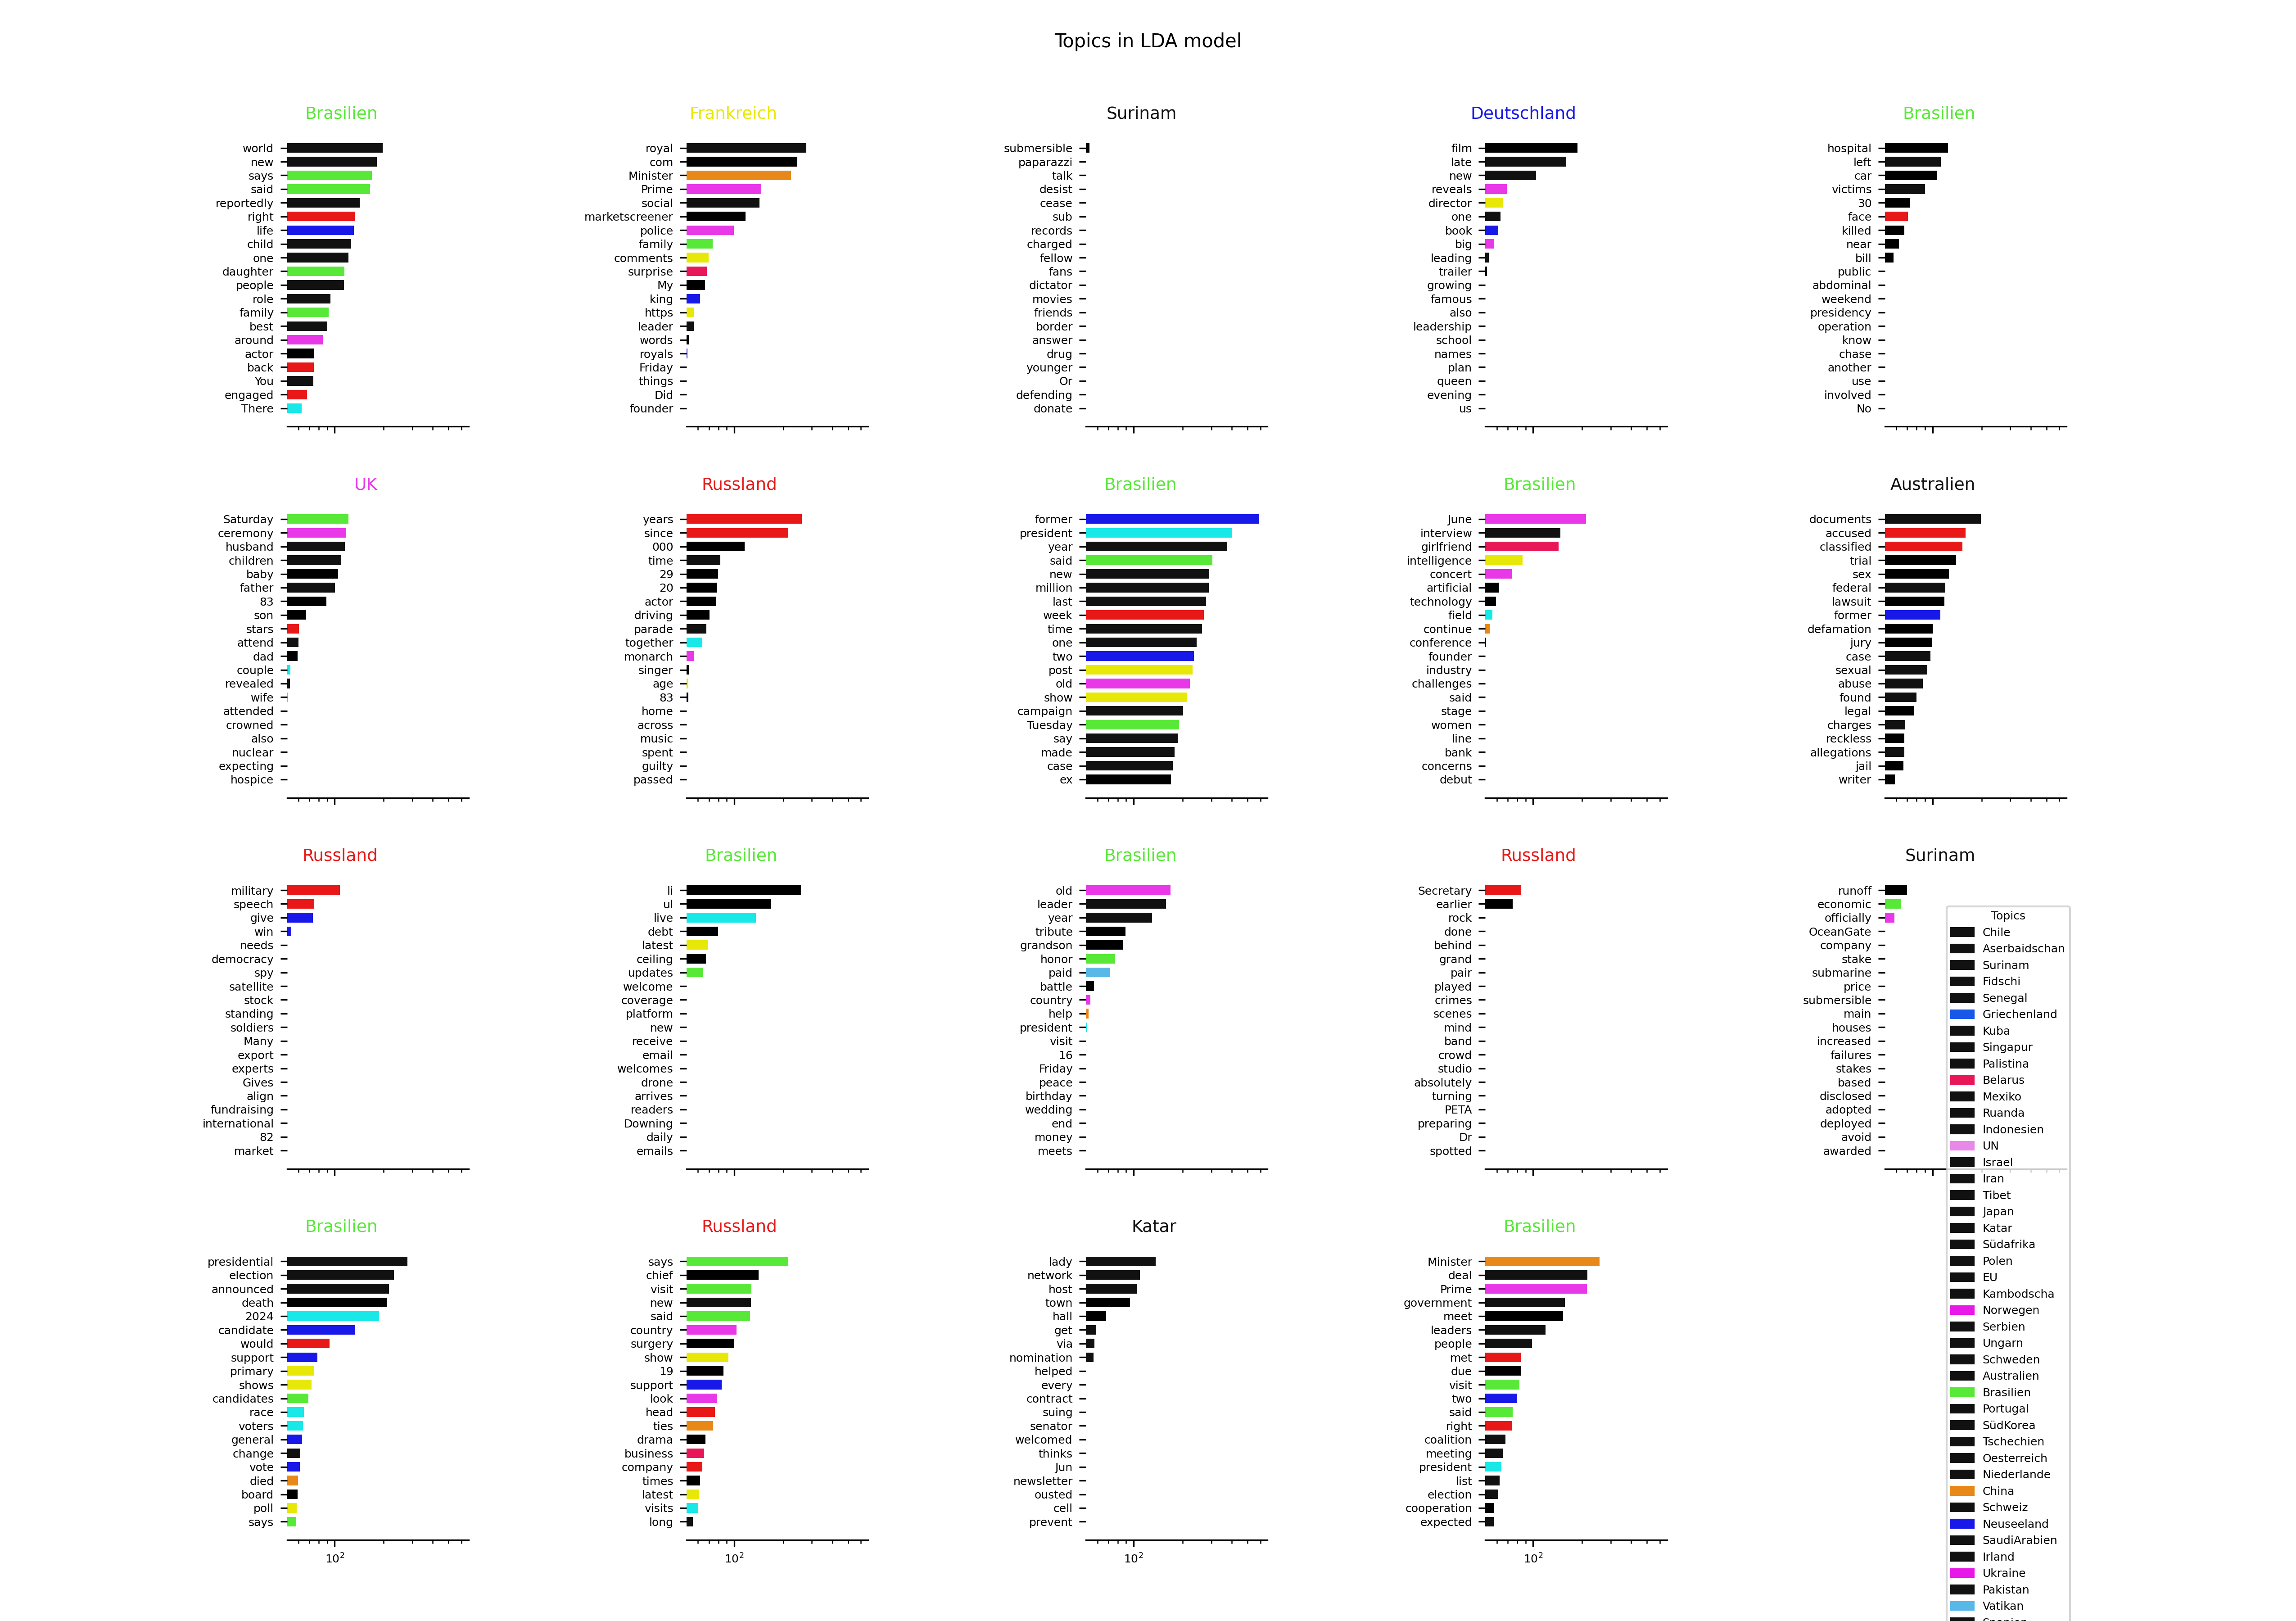 Topics in LDA model
Brasilien
world
new
says
said
reportedly
right
life
child
one
daughter
people
role
family
best
around
actor
back
You
engaged
There
Frankreich
royal
com
Minister
Prime
social
marketscreener
police
family
comments
surprise
My
king
https
leader
words
royals
Friday
things
Did
founder
Surinam
submersible
paparazzi
talk
desist
cease
sub
records
charged
fellow
fans
dictator
movies
friends
border
answer
drug
younger
Or
defending
donate
Deutschland
film
late
new
reveals
director
one
book
big
leading
trailer
growing
famous
also
leadership
school
names
plan
queen
evening
us
Brasilien
hospital
left
car
victims
30
face
killed
near
bill
public
abdominal
weekend
presidency
operation
know
chase
another
use
involved
No
UK
Saturday
ceremony
husband
children
baby
father
83
son
stars
attend
dad
couple
revealed
wife
attended
crowned
also
nuclear
expecting
hospice
Russland
years
since
000
time
29
20
actor
driving
parade
together
monarch
singer
age
83
home
across
music
spent
guilty
passed
Brasilien
former
president
year
said
new
million
last
week
time
one
two
post
old
show
campaign
Tuesday
say
made
case
ex
Brasilien
June
interview
girlfriend
intelligence
concert
artificial
technology
field
continue
conference
founder
industry
challenges
said
stage
women
line
bank
concerns
debut
Australien
documents
accused
classified
trial
sex
federal
lawsuit
former
defamation
jury
case
sexual
abuse
found
legal
charges
reckless
allegations
jail
writer
Russland
military
speech
give
win
needs
democracy
spy
satellite
stock
standing
soldiers
Many
export
experts
Gives
align
fundraising
international
82
market
Brasilien
li
ul
live
debt
latest
ceiling
updates
welcome
coverage
platform
new
receive
email
welcomes
drone
arrives
readers
Downing
daily
emails
Brasilien
old
leader
year
tribute
grandson
honor
paid
battle
country
help
president
visit
16
Friday
peace
birthday
wedding
end
money
meets
Russland
Secretary
earlier
rock
done
behind
grand
pair
played
crimes
scenes
mind
band
crowd
studio
absolutely
turning
PETA
preparing
Dr
spotted
Surinam
runoff
economic
officially
OceanGate
company
stake
submarine
price
submersible
main
houses
increased
failures
stakes
based
disclosed
adopted
deployed
avoid
awarded
Brasilien
presidential
election
announced
death
2024
candidate
would
support
primary
shows
candidates
race
voters
general
change
vote
died
board
poll
says
10²
Russland
says
chief
visit
new
said
country
surgery
show
19
support
look
head
ties
drama
business
company
times
latest
visits
long
10²
Katar
lady
network
host
town
hall
get
via
nomination
helped
every
contract
suing
senator
welcomed
thinks
Jun
newsletter
ousted
cell
prevent
10²
Brasilien
Minister
deal
Prime
government
meet
leaders
people
met
due
visit
two
said
right
coalition
meeting
president
list
election
cooperation
expected
10²
Topics
Chile
Aserbaidschan
Surinam
Fidschi
Senegal
Griechenland
Kuba
Singapur
Palistina
Belarus
Mexiko
Ruanda
Indonesien
UN
Israel
Iran
Tibet
Japan
Katar
Südafrika
Polen
EU
Kambodscha
Norwegen
Serbien
Ungarn
Schweden
Australien
Brasilien
Portugal
SüdKorea
Tschechien
Oesterreich
Niederlande
China
Schweiz
Neuseeland
SaudiArabien
Irland
Ukraine
Pakistan
Vatikan